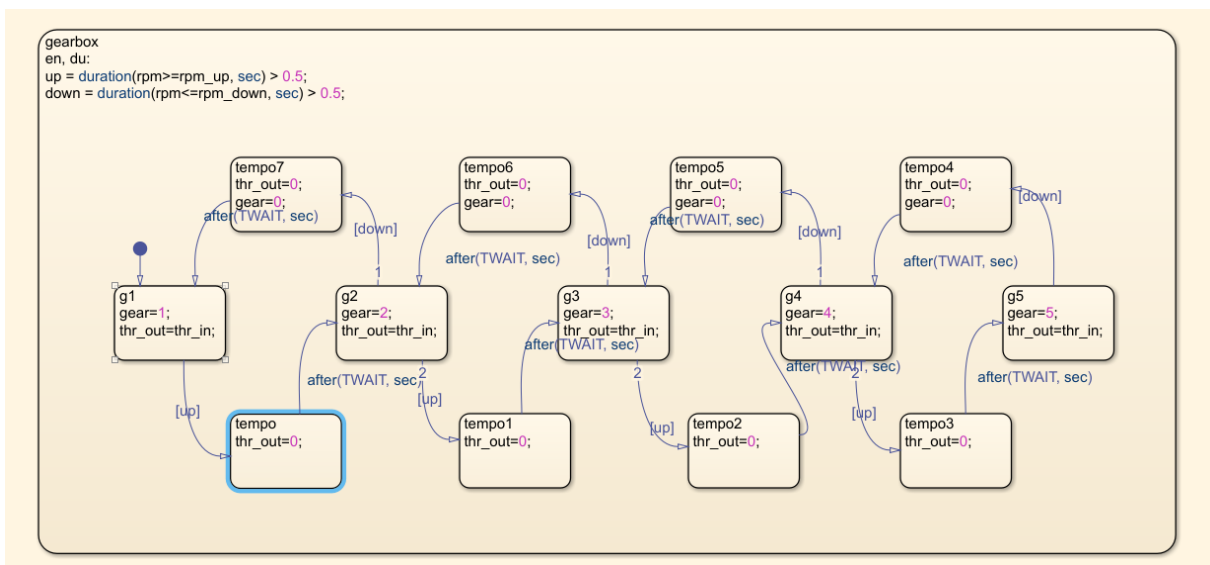 gearbox
en, du:
up = duration(rpm>=rpm_up, sec) > 0.5;
down = duration(rpm<=rpm_down, sec) > 0.5;
tempo7
thr_out=0;
gear=0;
after(TWAIT, sec)
[down]
1
tempo6
thr_out=0;
gear=0;
after(TWAIT, sec)
[down]
1
tempo5
thr_out=0;
gear=0;
after(TWAIT, sec)
[down]
1
tempo4
thr_out=0;
gear=0;
after(TWAIT, sec)
[down]
g1
gear=1;
thr_out=thr_in;
g2
gear=2;
thr_out=thr_in;
g3
gear=3;
thr_out=thr_in;
g4
gear=4;
thr_out=thr_in;
g5
gear=5;
thr_out=thr_in;
[up]
after(TWAIT, sec)
2
[up]
after(TWAIT, sec)
2
[up]
after(TWAIT, sec)
2
[up]
after(TWAIT, sec)
tempo
thr_out=0;
tempo1
thr_out=0;
tempo2
thr_out=0;
tempo3
thr_out=0;